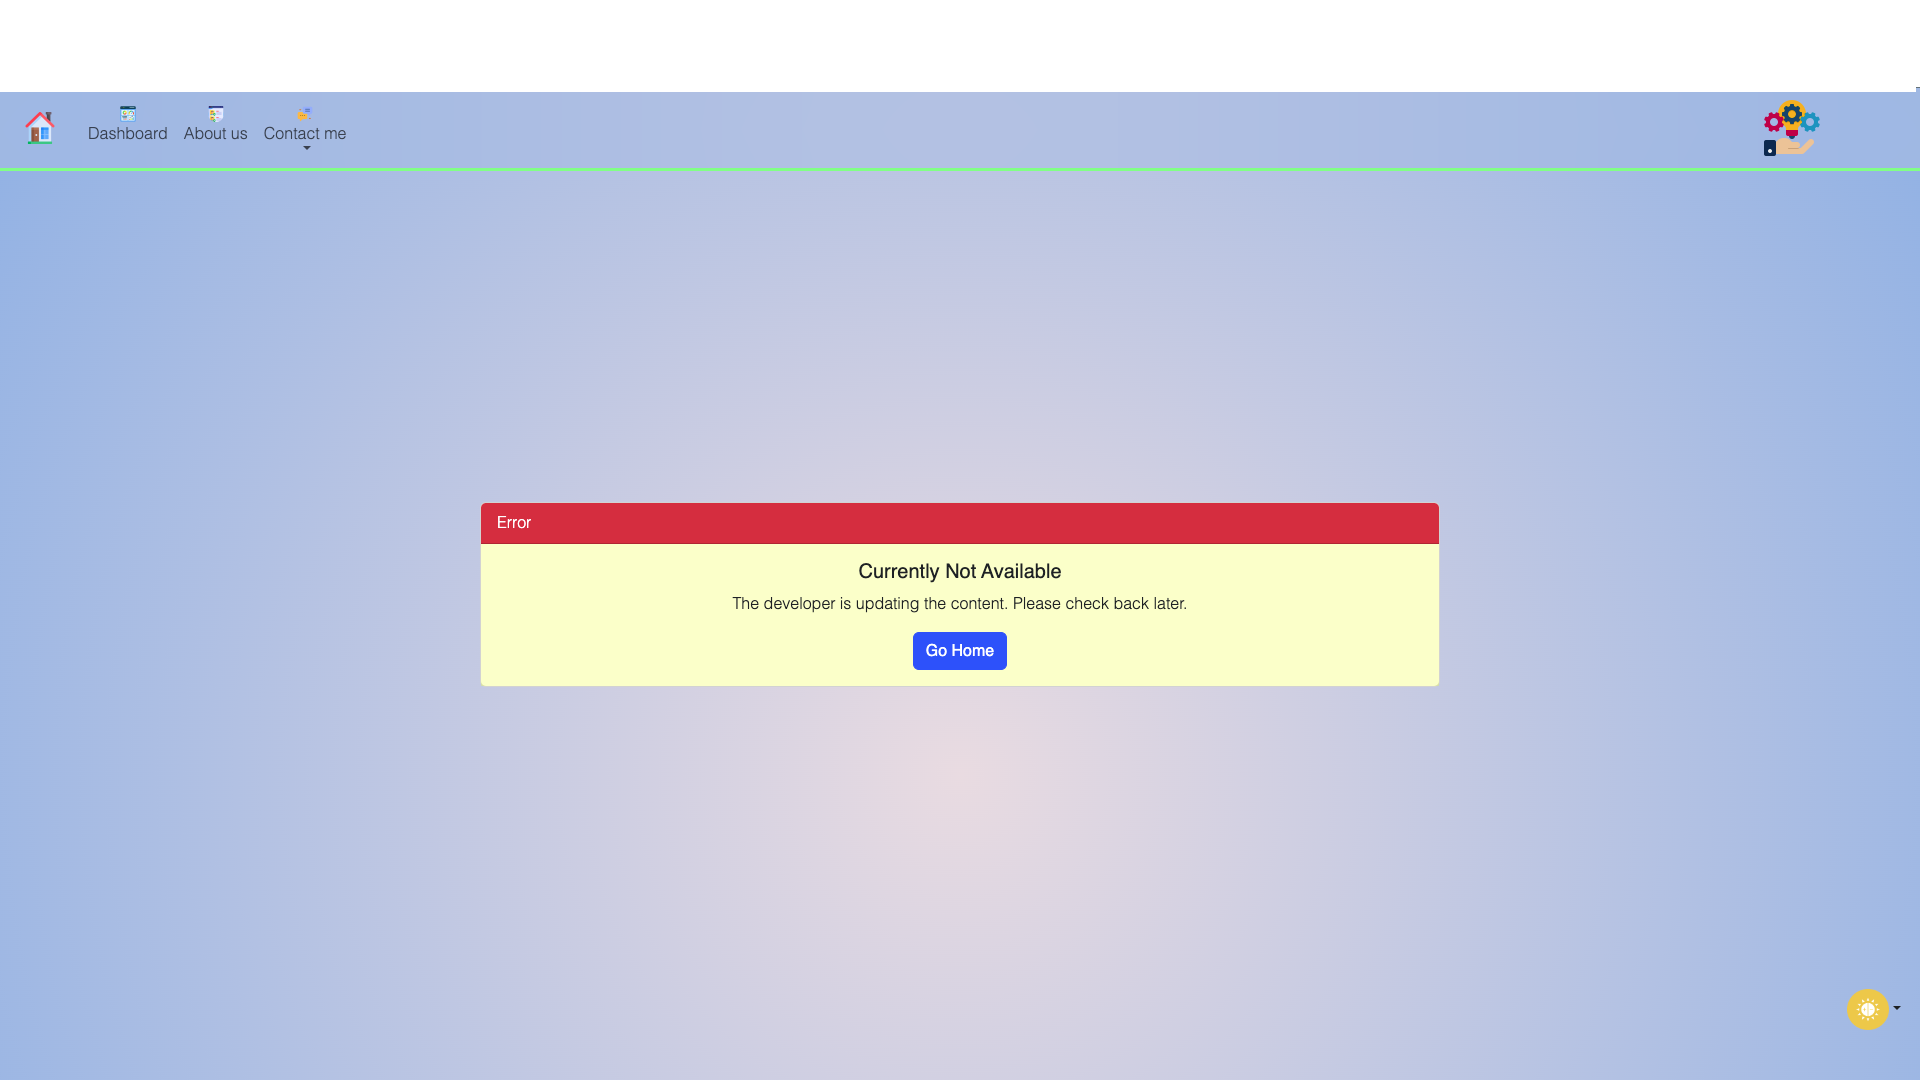 Dashboard
About us
Contact me
Error
Currently Not Available
The developer is updating the content. Please check back later.
Go Home